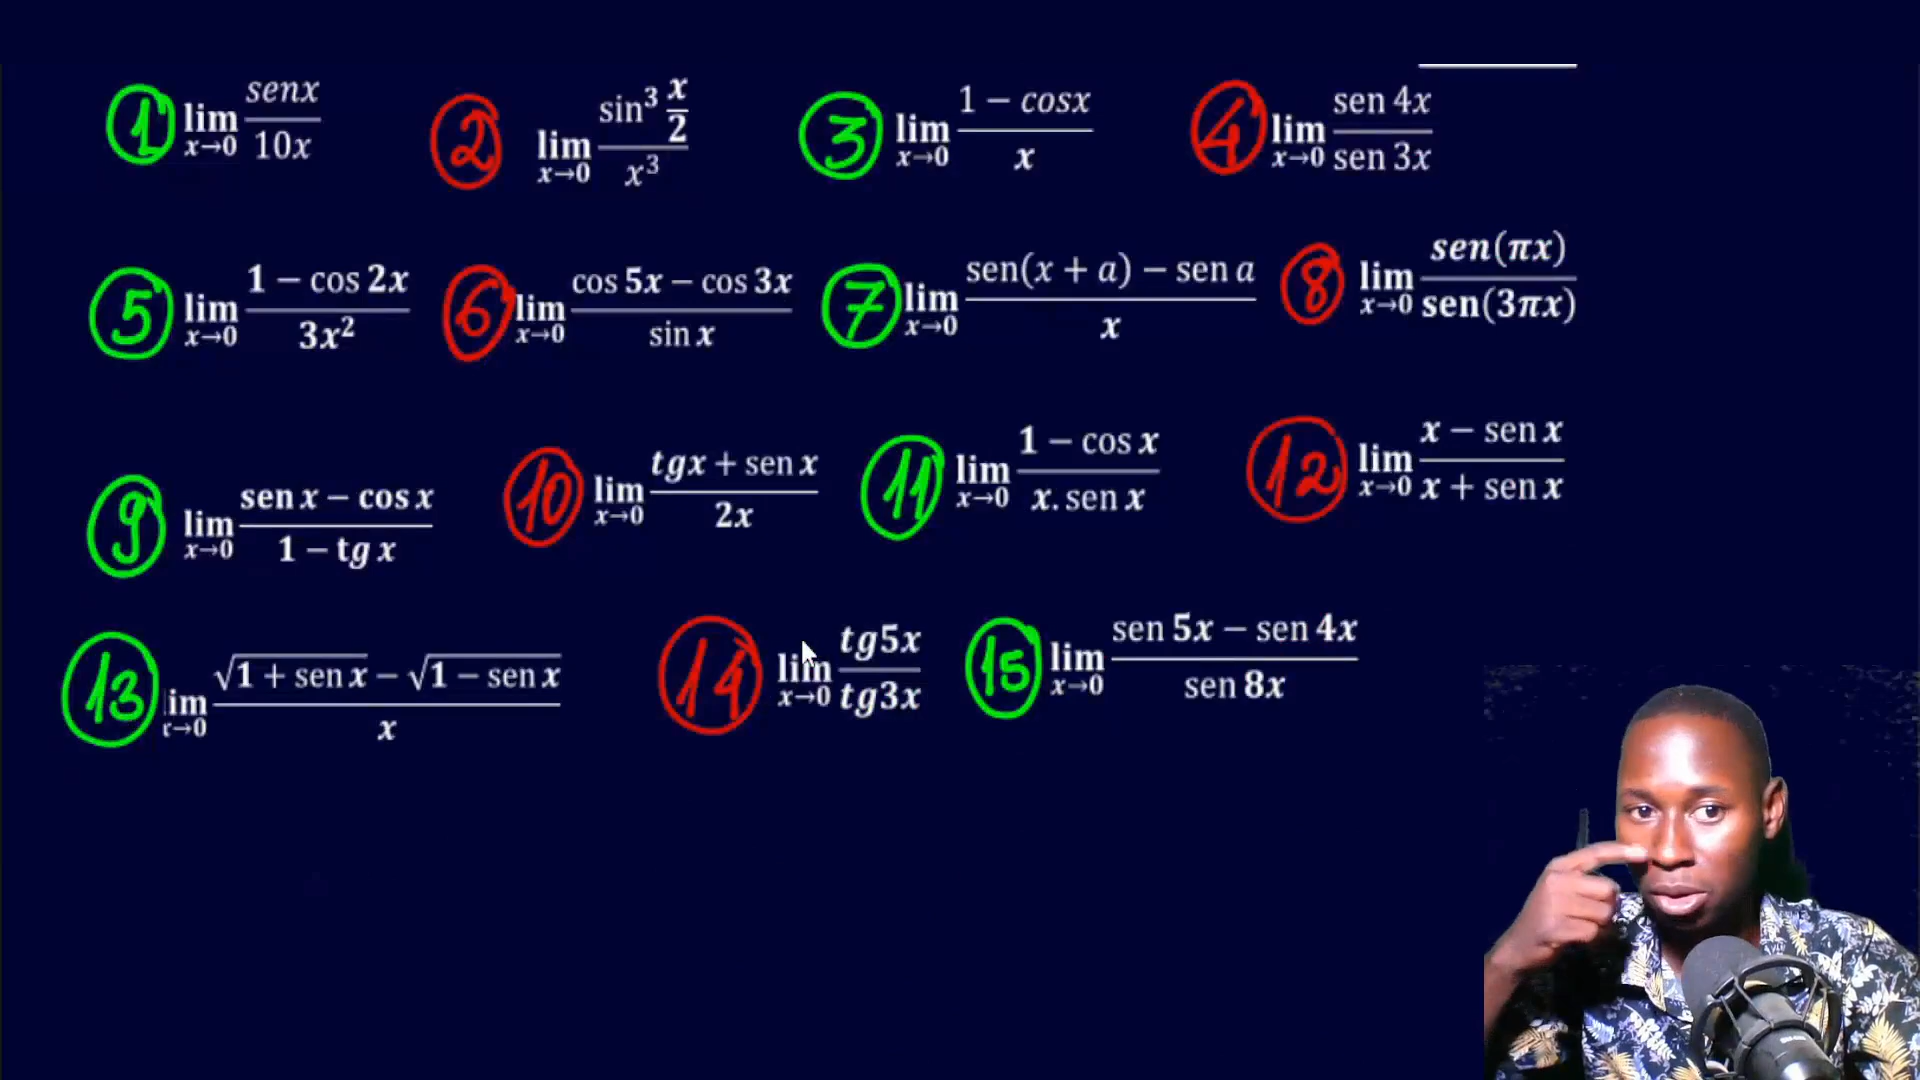 1 lim x→0 senx / 10x
2 lim x→0 sin³ x/2 / x³
3 lim x→0 1 − cosx / x
4 lim x→0 sen 4x / sen 3x
5 lim x→0 1 − cos 2x / 3x²
6 lim x→0 cos 5x − cos 3x / sin x
7 lim x→0 sen(x + a) − sen a / x
8 lim x→0 sen(πx) / sen(3πx)
9 lim x→0 sen x − cos x / 1 − tg x
10 lim x→0 tgx + sen x / 2x
11 lim x→0 1 − cos x / x. sen x
12 lim x→0 x − sen x / x + sen x
13 lim x→0 √1 + sen x − √1 − sen x / x
14 lim x→0 tg5x / tg3x
15 lim x→0 sen 5x − sen 4x / sen 8x